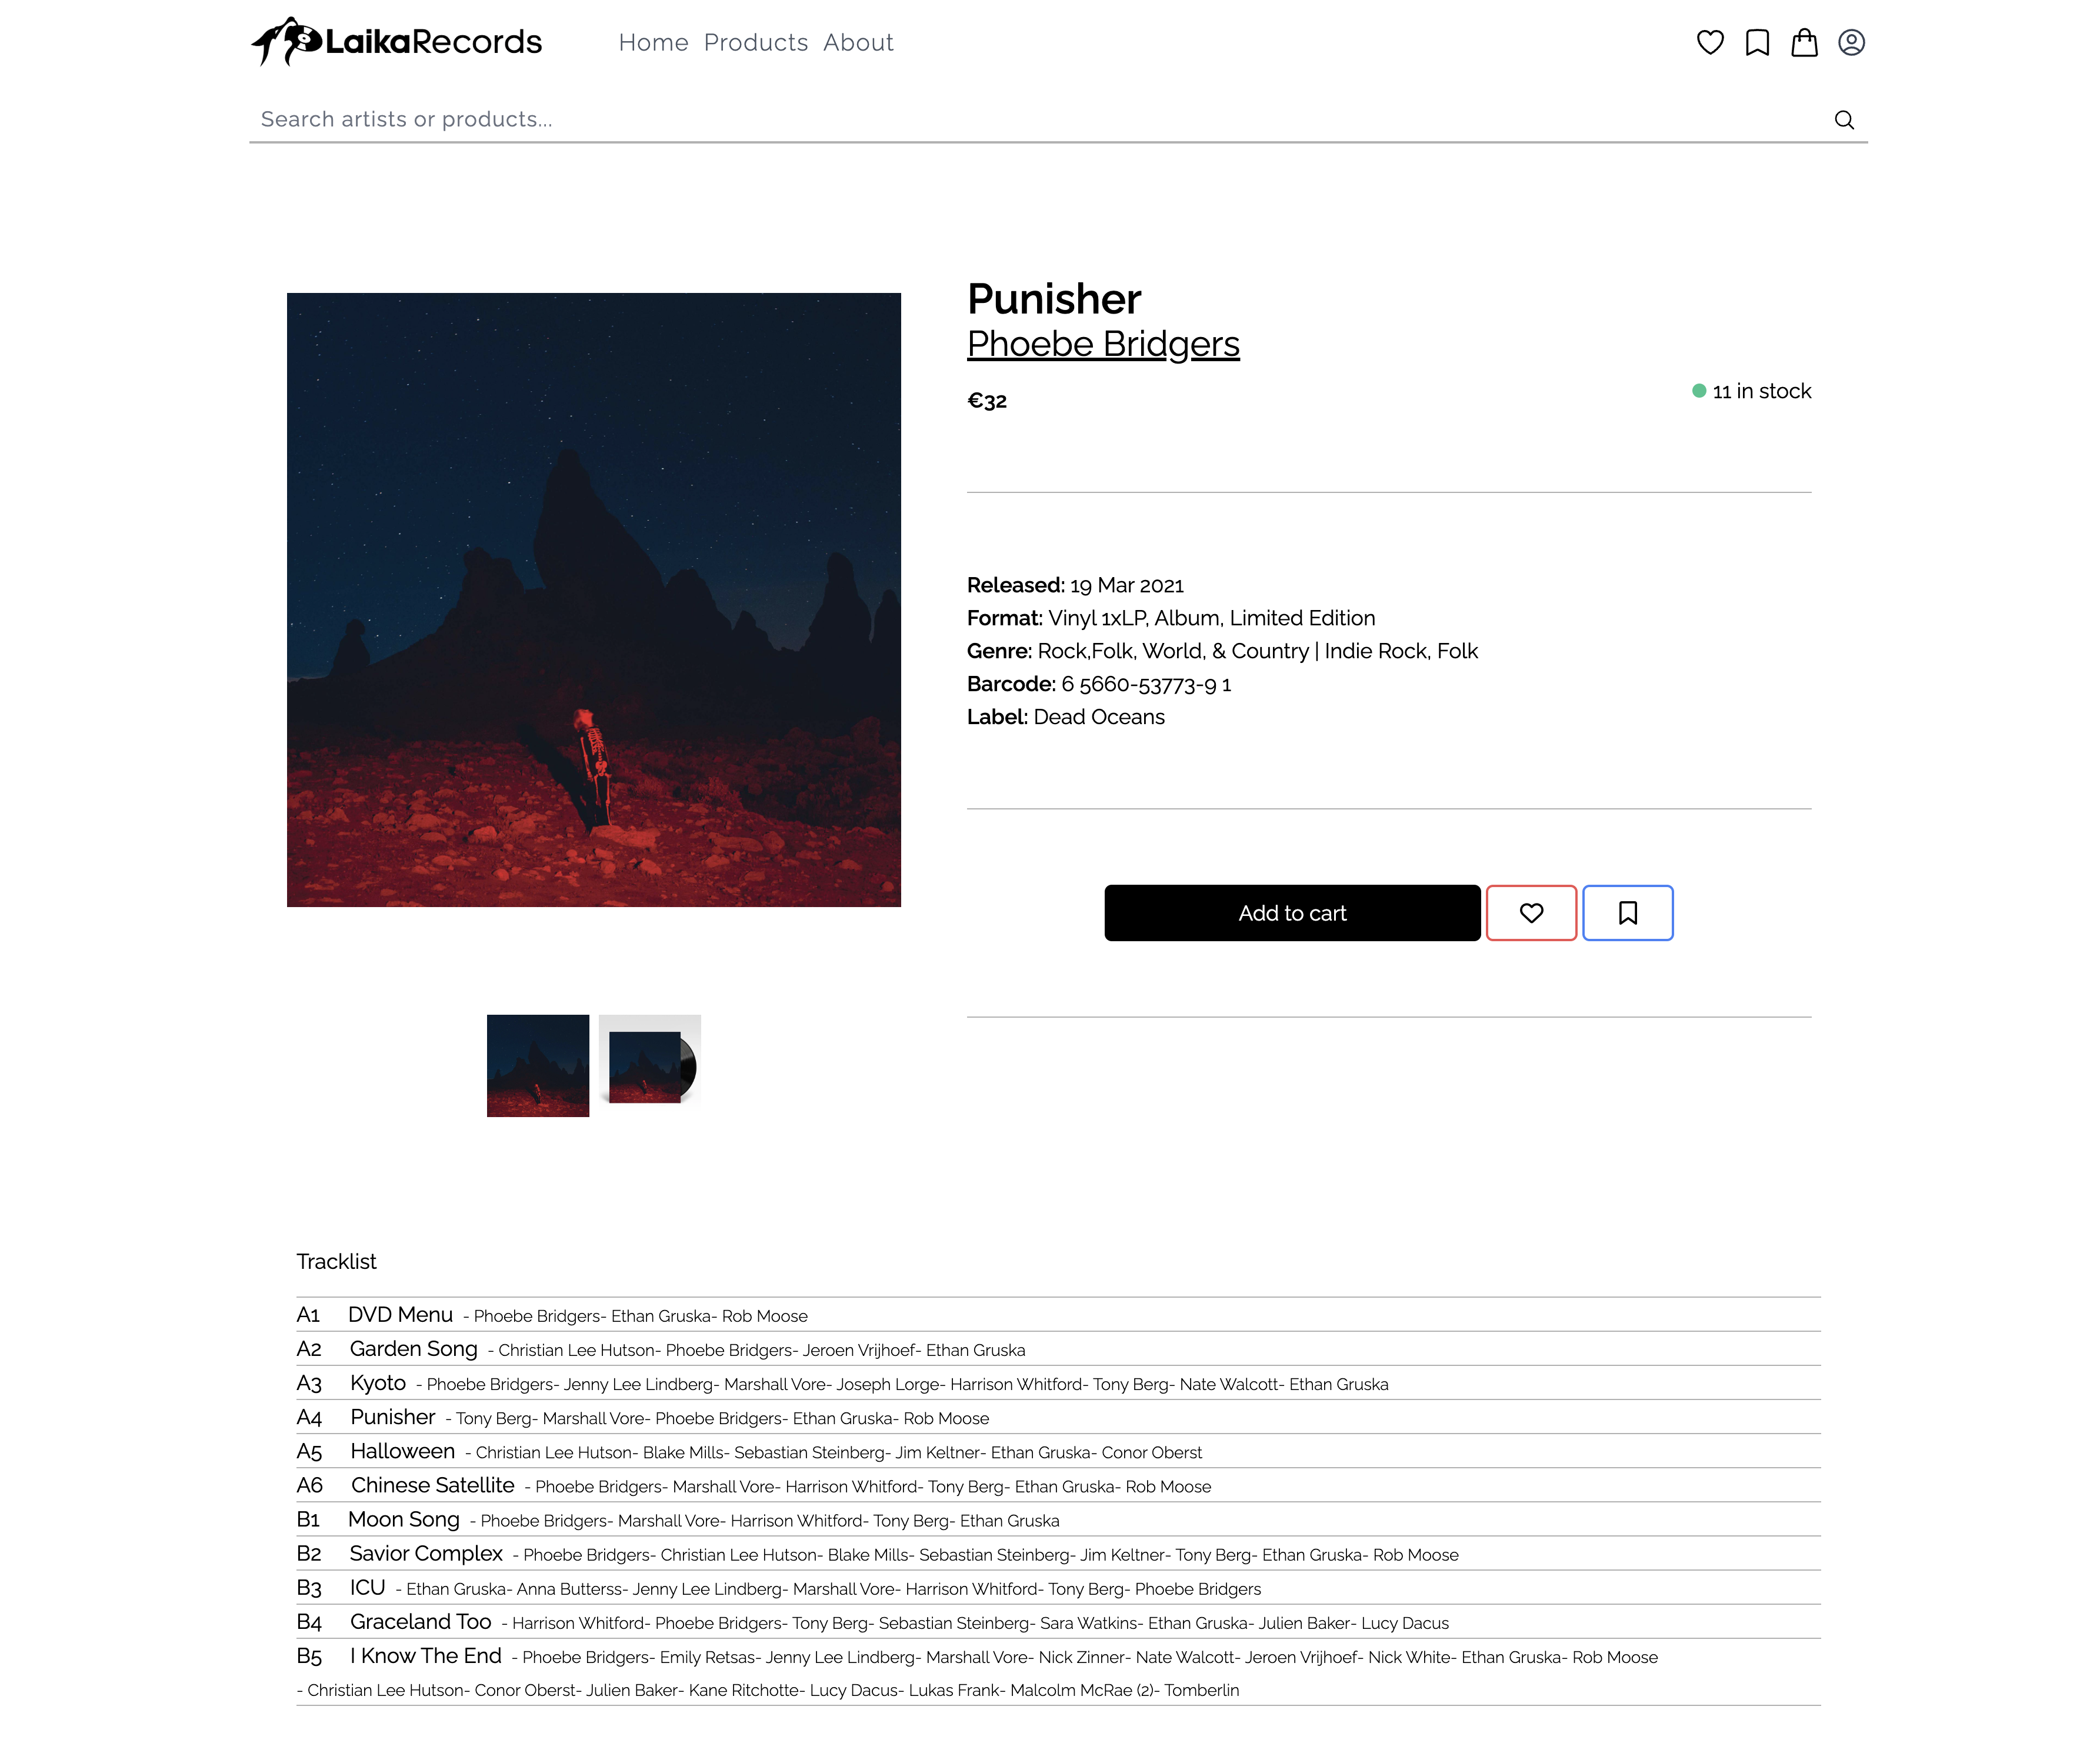 LaikaRecords
Home Products About
Search artists or products...
Punisher
Phoebe Bridgers
€32
11 in stock
Released: 19 Mar 2021
Format: Vinyl 1xLP, Album, Limited Edition
Genre: Rock,Folk, World, & Country | Indie Rock, Folk
Barcode: 6 5660-53773-9 1
Label: Dead Oceans
Add to cart
Tracklist
A1 DVD Menu - Phoebe Bridgers- Ethan Gruska- Rob Moose
A2 Garden Song - Christian Lee Hutson- Phoebe Bridgers- Jeroen Vrijhoef- Ethan Gruska
A3 Kyoto - Phoebe Bridgers- Jenny Lee Lindberg- Marshall Vore- Joseph Lorge- Harrison Whitford- Tony Berg- Nate Walcott- Ethan Gruska
A4 Punisher - Tony Berg- Marshall Vore- Phoebe Bridgers- Ethan Gruska- Rob Moose
A5 Halloween - Christian Lee Hutson- Blake Mills- Sebastian Steinberg- Jim Keltner- Ethan Gruska- Conor Oberst
A6 Chinese Satellite - Phoebe Bridgers- Marshall Vore- Harrison Whitford- Tony Berg- Ethan Gruska- Rob Moose
B1 Moon Song - Phoebe Bridgers- Marshall Vore- Harrison Whitford- Tony Berg- Ethan Gruska
B2 Savior Complex - Phoebe Bridgers- Christian Lee Hutson- Blake Mills- Sebastian Steinberg- Jim Keltner- Tony Berg- Ethan Gruska- Rob Moose
B3 ICU - Ethan Gruska- Anna Butterss- Jenny Lee Lindberg- Marshall Vore- Harrison Whitford- Tony Berg- Phoebe Bridgers
B4 Graceland Too - Harrison Whitford- Phoebe Bridgers- Tony Berg- Sebastian Steinberg- Sara Watkins- Ethan Gruska- Julien Baker- Lucy Dacus
B5 I Know The End - Phoebe Bridgers- Emily Retsas- Jenny Lee Lindberg- Marshall Vore- Nick Zinner- Nate Walcott- Jeroen Vrijhoef- Nick White- Ethan Gruska- Rob Moose
- Christian Lee Hutson- Conor Oberst- Julien Baker- Kane Ritchotte- Lucy Dacus- Lukas Frank- Malcolm McRae (2)- Tomberlin